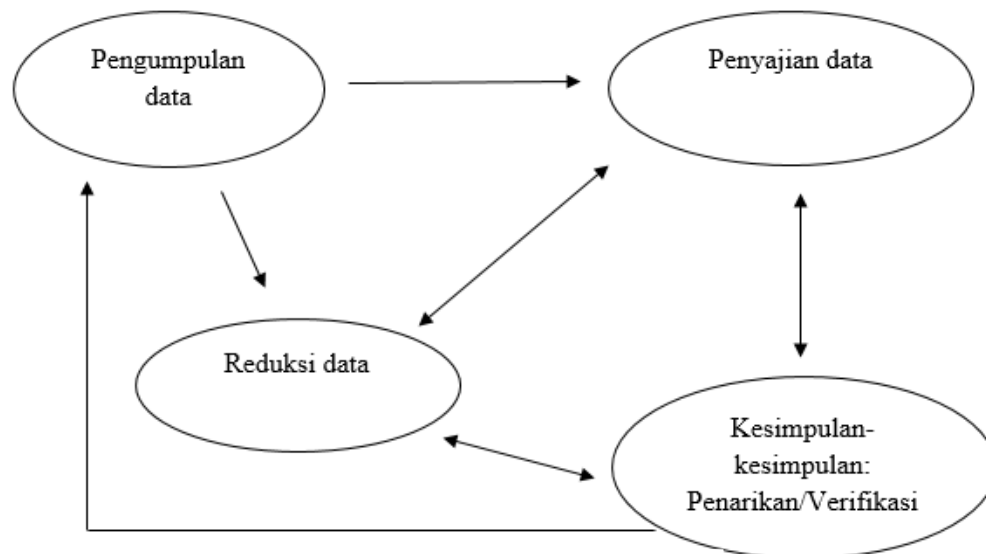 Pengumpulan
data
Penyajian data
Reduksi data
Kesimpulan-
kesimpulan:
Penarikan/Verifikasi